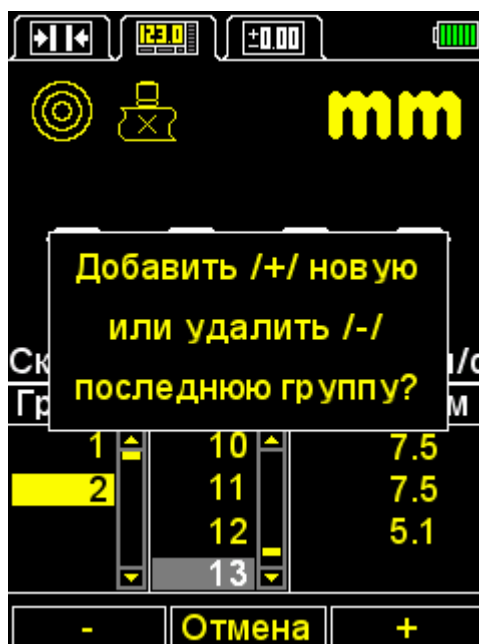 123.0 ±0.00
mm
Добавить /+/ новую
или удалить /-/
последнюю группу?
1 10 7.5
2 11 7.5
12 5.1
13
- Отмена +